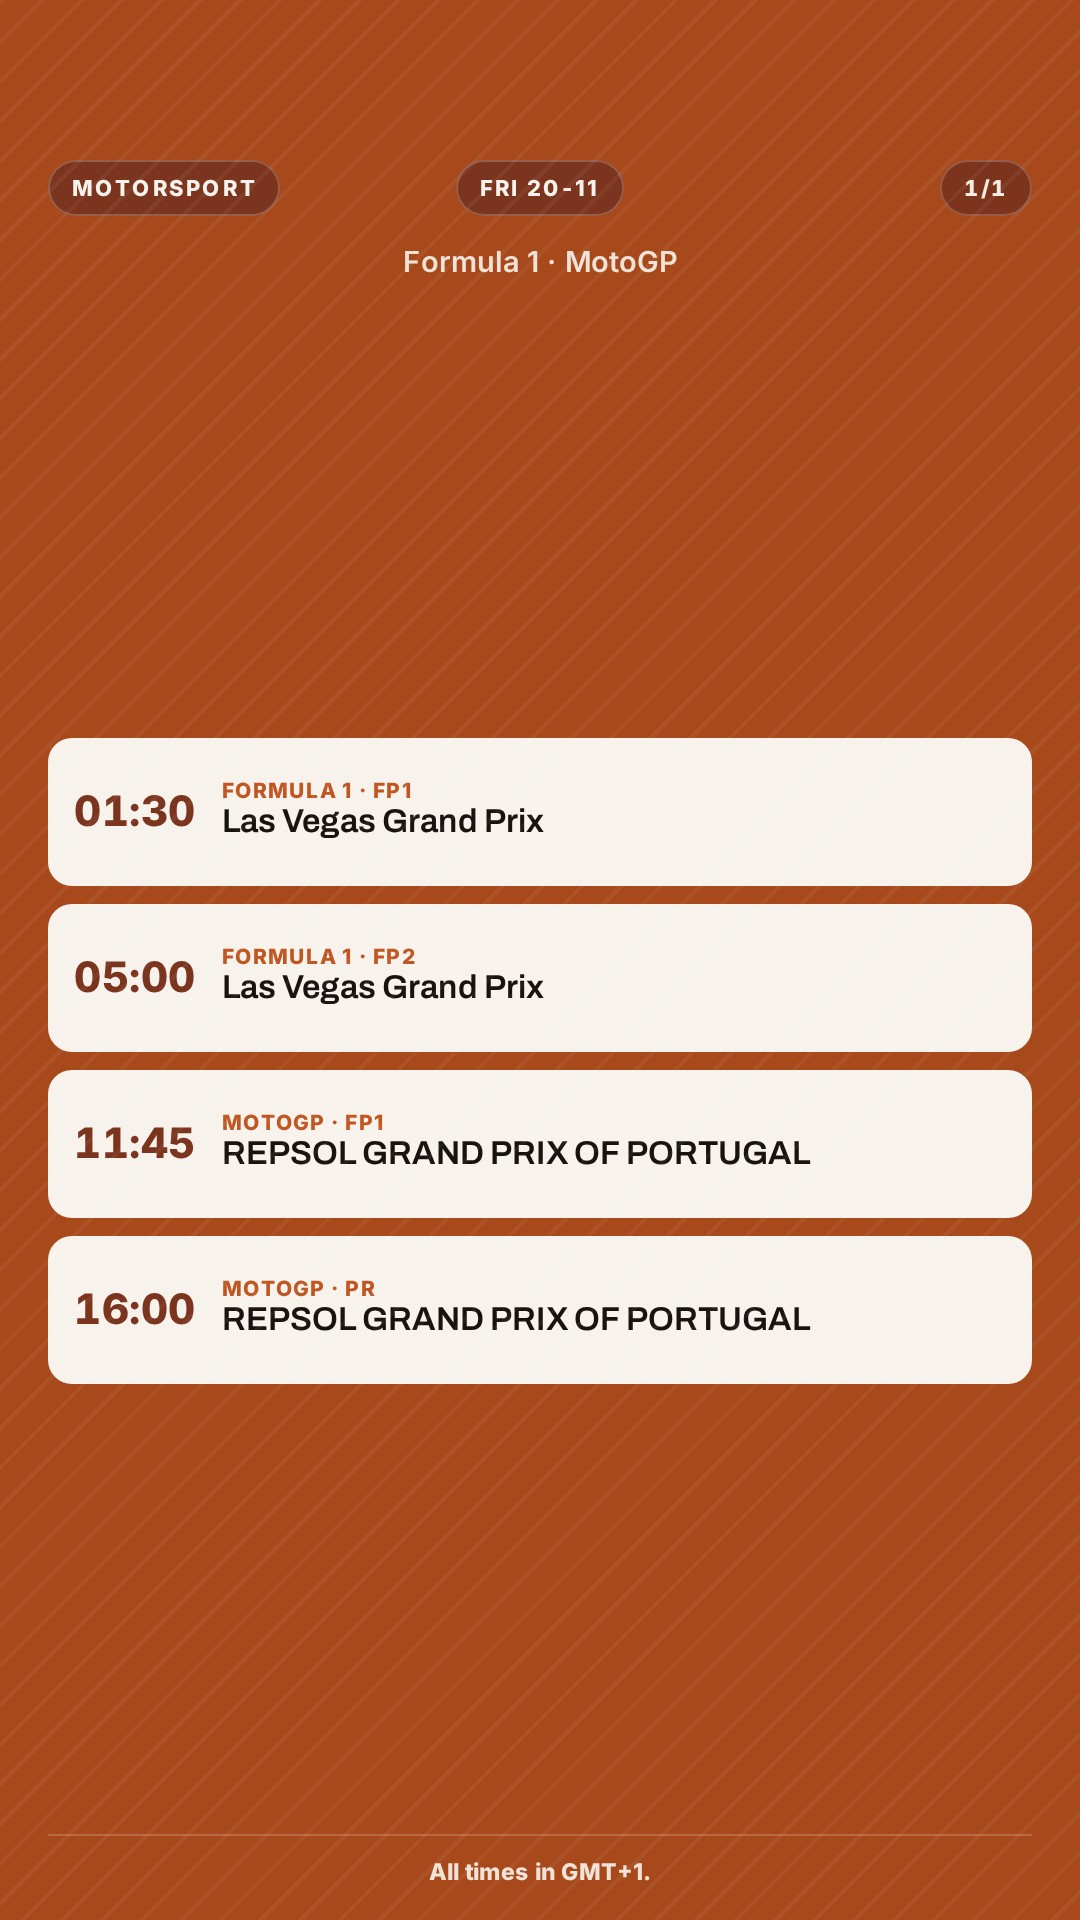 MOTORSPORT
FRI 20-11
1/1
Formula 1 · MotoGP
01:30
FORMULA 1 · FP1
Las Vegas Grand Prix
05:00
FORMULA 1 · FP2
Las Vegas Grand Prix
11:45
MOTOGP · FP1
REPSOL GRAND PRIX OF PORTUGAL
16:00
MOTOGP · PR
REPSOL GRAND PRIX OF PORTUGAL
All times in GMT+1.